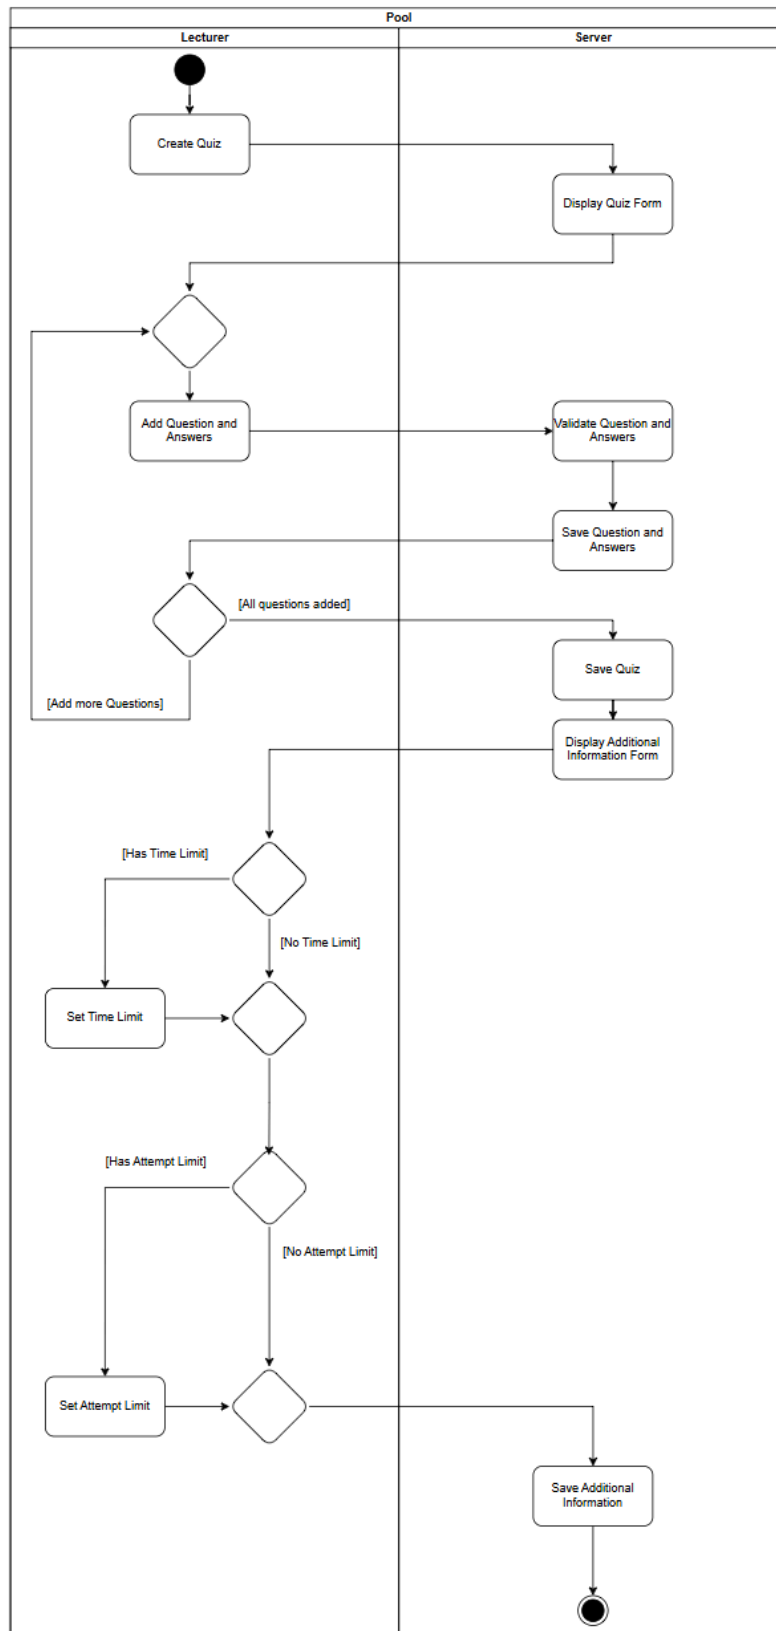 Pool
Lecturer
Server
Create Quiz
Display Quiz Form
Add Question and
Answers
Validate Question and
Answers
Save Question and
Answers
[All questions added]
Save Quiz
[Add more Questions]
Display Additional
Information Form
[Has Time Limit]
[No Time Limit]
Set Time Limit
[Has Attempt Limit]
[No Attempt Limit]
Set Attempt Limit
Save Additional
Information